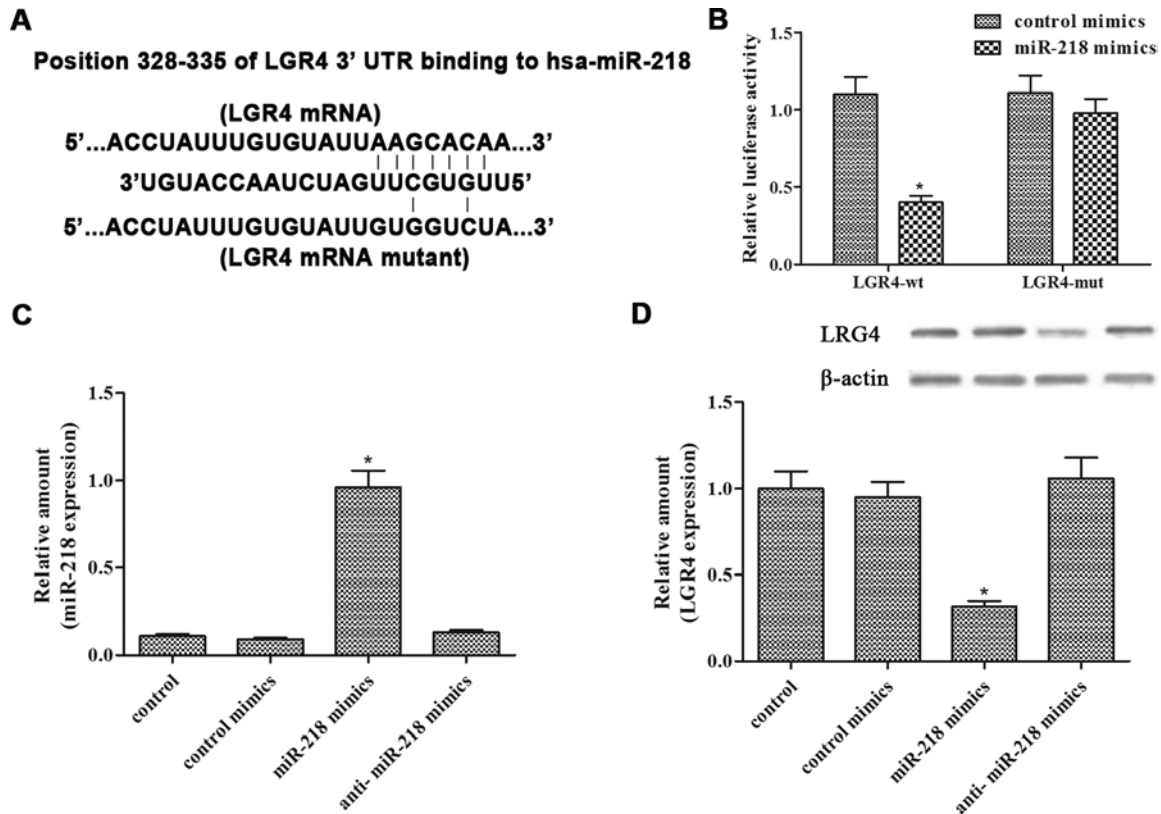 A
Position 328-335 of LGR4 3’ UTR binding to hsa-miR-218
(LGR4 mRNA)
5’...ACCUAUUUGUGUAUUAAGCACAA...3’
3’UGUACCAAUCUAGUUCGUGUU5’
5’...ACCUAUUUGUGUAUUGUGGUCUA...3’
(LGR4 mRNA mutant)
B
control mimics
miR-218 mimics
Relative luciferase activity
1.5
1.0
0.5
0.0
*
LGR4-wt
LGR4-mut
C
Relative amount
(miR-218 expression)
1.5
1.0
0.5
0.0
*
control
control mimics
miR-218 mimics
anti- miR-218 mimics
D
LRG4
β-actin
Relative amount
(LGR4 expression)
1.5
1.0
0.5
0.0
*
control
control mimics
miR-218 mimics
anti- miR-218 mimics